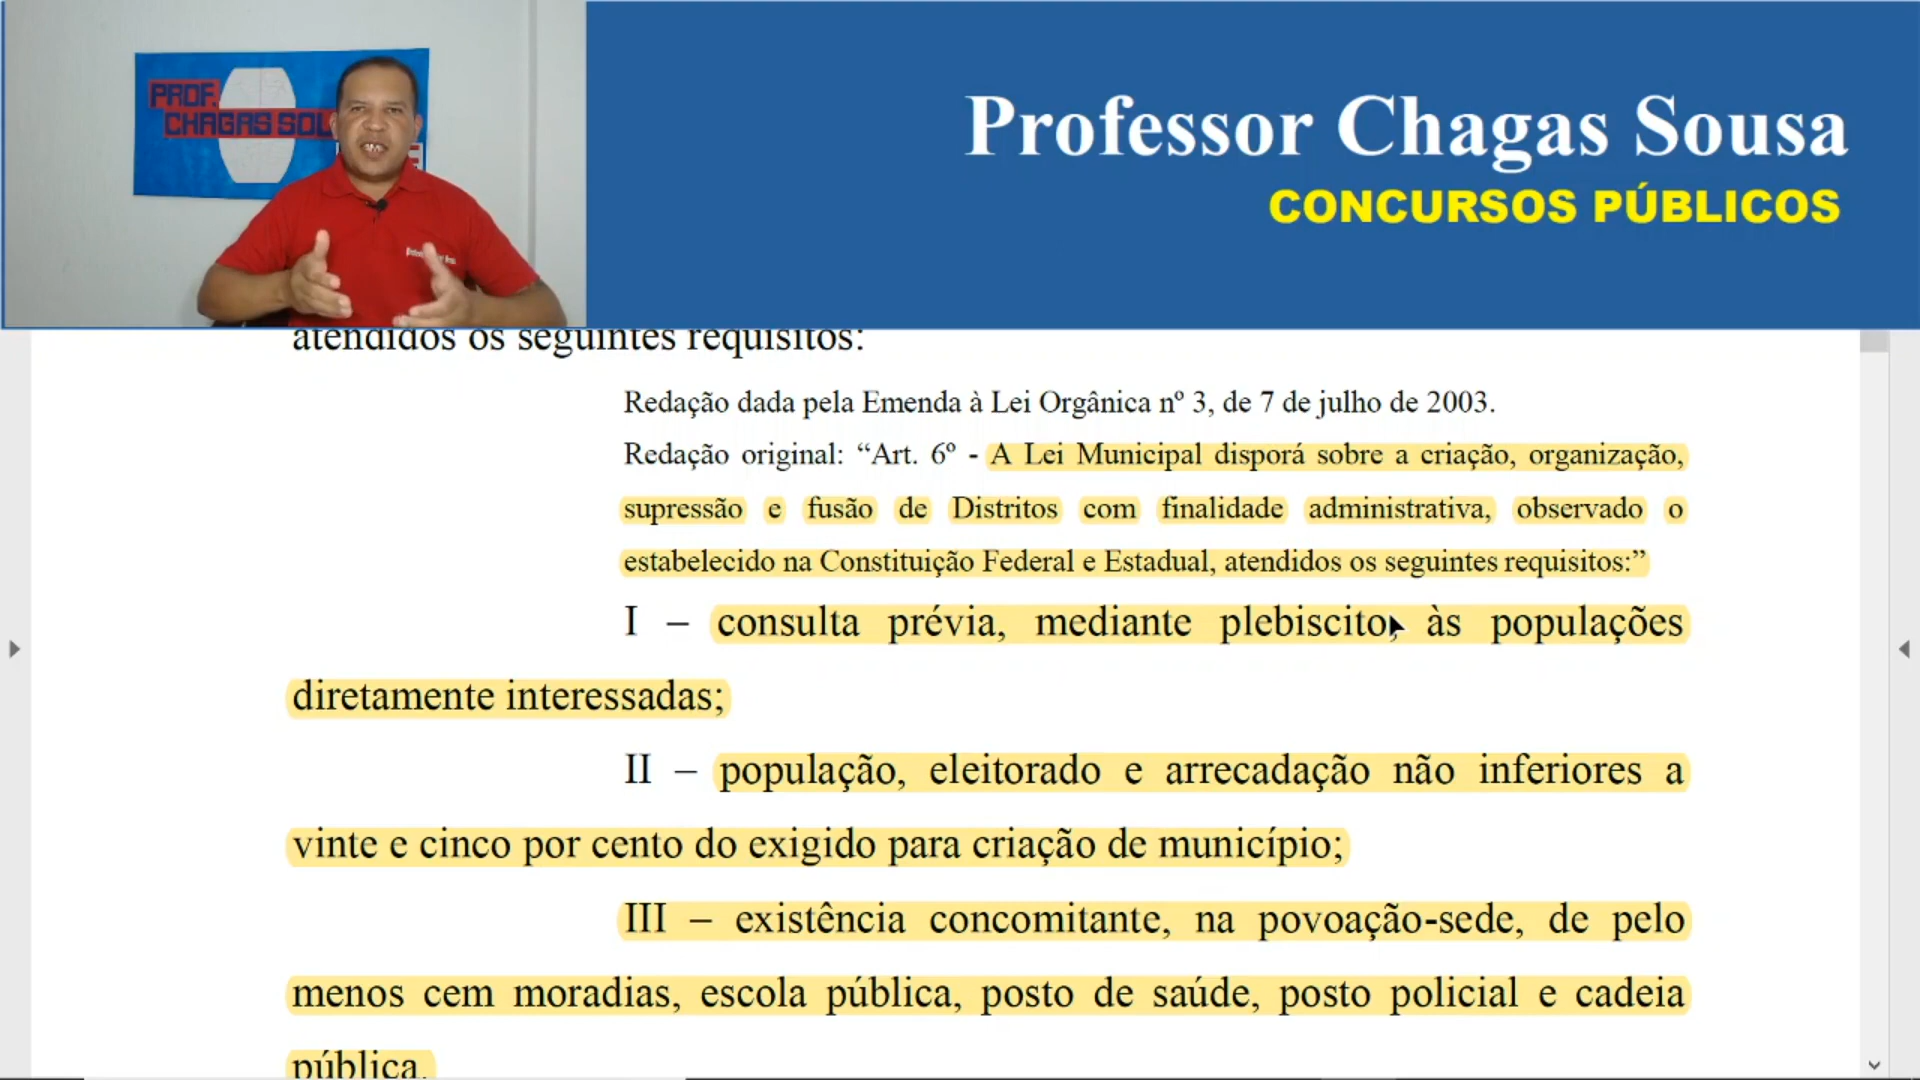 PROF.
CHAGAS SOU
Professor Chagas Sousa
CONCURSOS PÚBLICOS
atendidos os seguintes requisitos:
Redação dada pela Emenda à Lei Orgânica nº 3, de 7 de julho de 2003.
Redação original: “Art. 6º - A Lei Municipal disporá sobre a criação, organização,
supressão e fusão de Distritos com finalidade administrativa, observado o
estabelecido na Constituição Federal e Estadual, atendidos os seguintes requisitos:”
I – consulta prévia, mediante plebiscito, às populações
diretamente interessadas;
II – população, eleitorado e arrecadação não inferiores a
vinte e cinco por cento do exigido para criação de município;
III – existência concomitante, na povoação-sede, de pelo
menos cem moradias, escola pública, posto de saúde, posto policial e cadeia
pública.